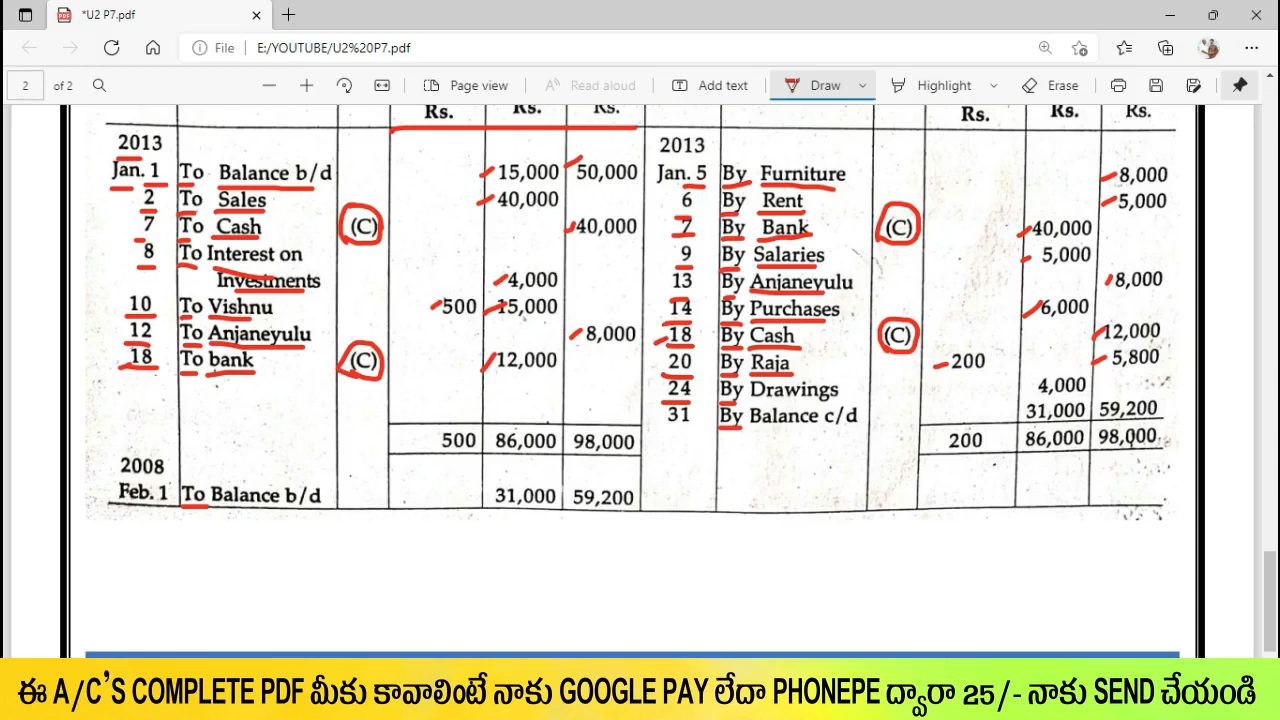 *U2 P7.pdf
File E:/YOUTUBE/U2%20P7.pdf
2 of 2 Page view Read aloud Add text Draw Highlight Erase
Rs. Rs. Rs. Rs. Rs. Rs.
2013 2013
Jan. 1 To Balance b/d 15,000 50,000 Jan. 5 By Furniture 8,000
2 To Sales 40,000 6 By Rent 5,000
7 To Cash (C) 40,000 7 By Bank (C) 40,000
8 To Interest on 9 By Salaries 5,000
Investments 4,000 13 By Anjaneyulu 8,000
10 To Vishnu 500 15,000 14 By Purchases 6,000
12 To Anjaneyulu 8,000 18 By Cash (C) 12,000
18 To bank (C) 12,000 20 By Raja 200 5,800
24 By Drawings 4,000
31 By Balance c/d 31,000 59,200
500 86,000 98,000 200 86,000 98,000
2008
Feb. 1 To Balance b/d 31,000 59,200
ఈ A/C'S COMPLETE PDF మీకు కావాలింటే నాకు GOOGLE PAY లేదా PHONEPE ద్వారా 25/- నాకు SEND చేయండి